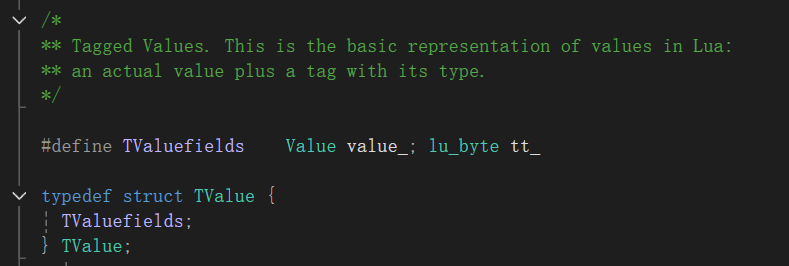 /*
** Tagged Values. This is the basic representation of values in Lua:
** an actual value plus a tag with its type.
*/
#define TValuefields    Value value_; lu_byte tt_
typedef struct TValue {
  TValuefields;
} TValue;